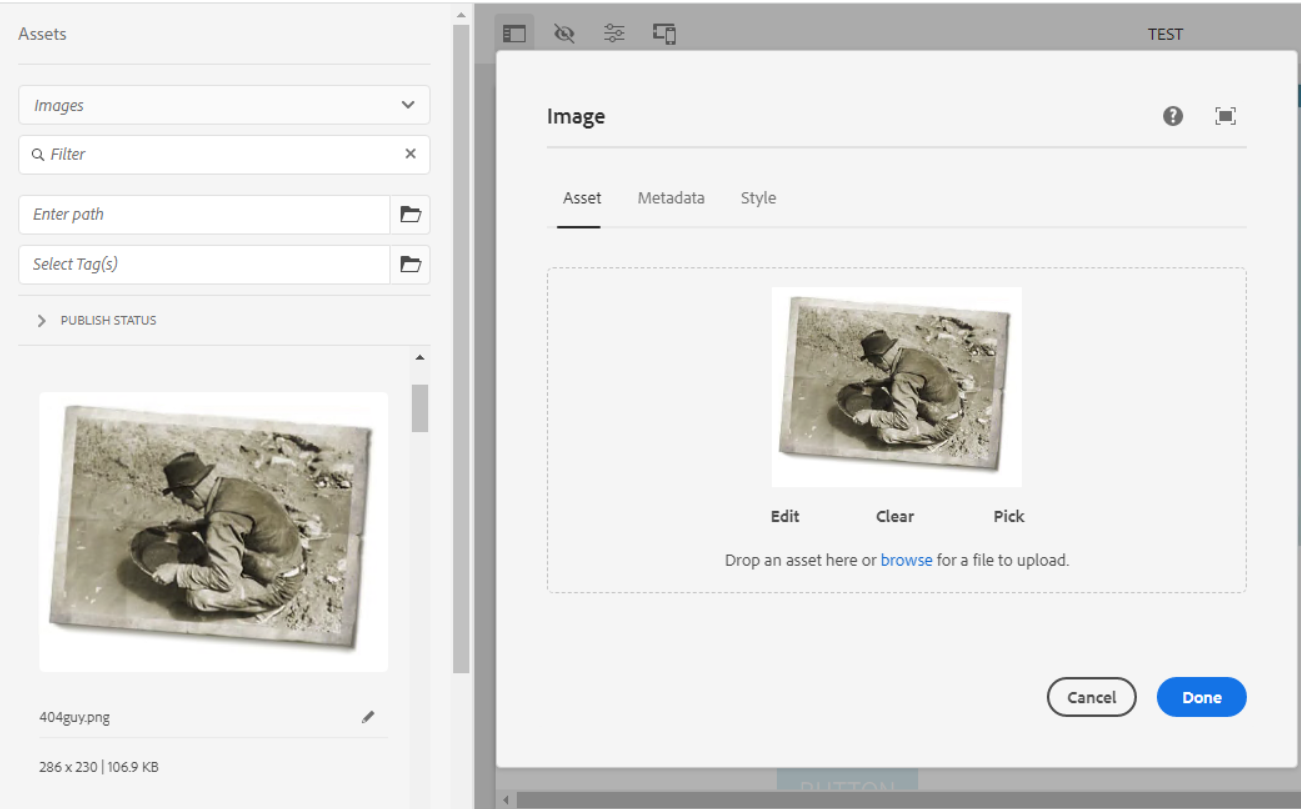 Assets
Images
Filter
Enter path
Select Tag(s)
PUBLISH STATUS
404guy.png
286 x 230 | 106.9 KB
TEST
Image
Asset Metadata Style
Edit Clear Pick
Drop an asset here or browse for a file to upload.
Cancel Done
BUTTON